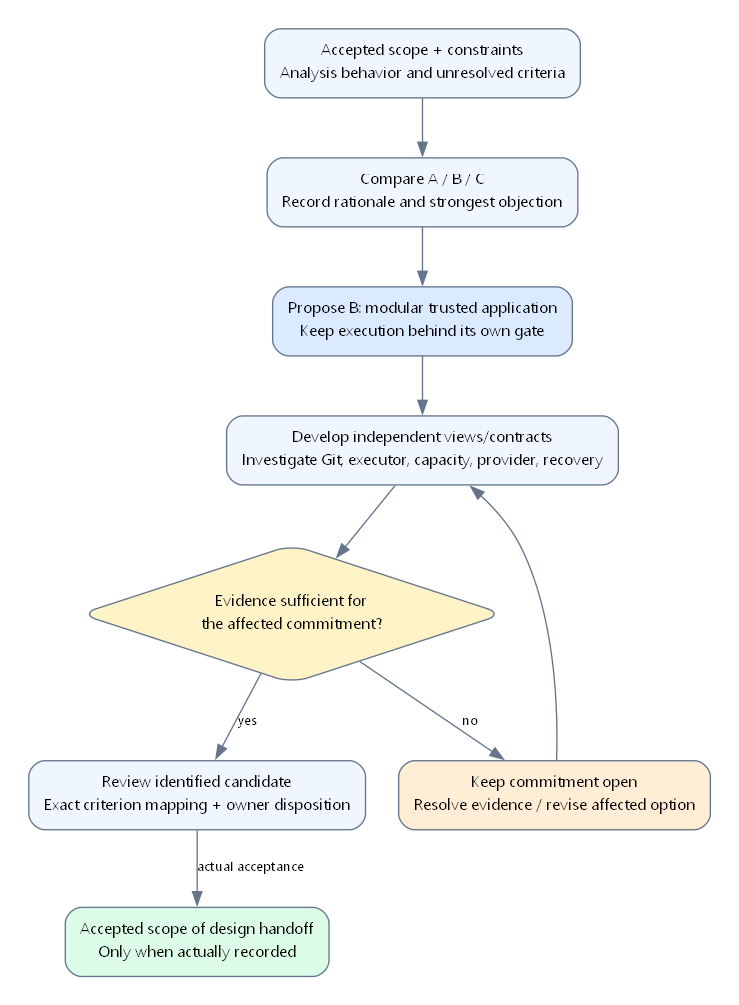 Accepted scope + constraints
Analysis behavior and unresolved criteria
Compare A / B / C
Record rationale and strongest objection
Propose B: modular trusted application
Keep execution behind its own gate
Develop independent views/contracts
Investigate Git, executor, capacity, provider, recovery
Evidence sufficient for
the affected commitment?
yes
no
Review identified candidate
Exact criterion mapping + owner disposition
Keep commitment open
Resolve evidence / revise affected option
actual acceptance
Accepted scope of design handoff
Only when actually recorded